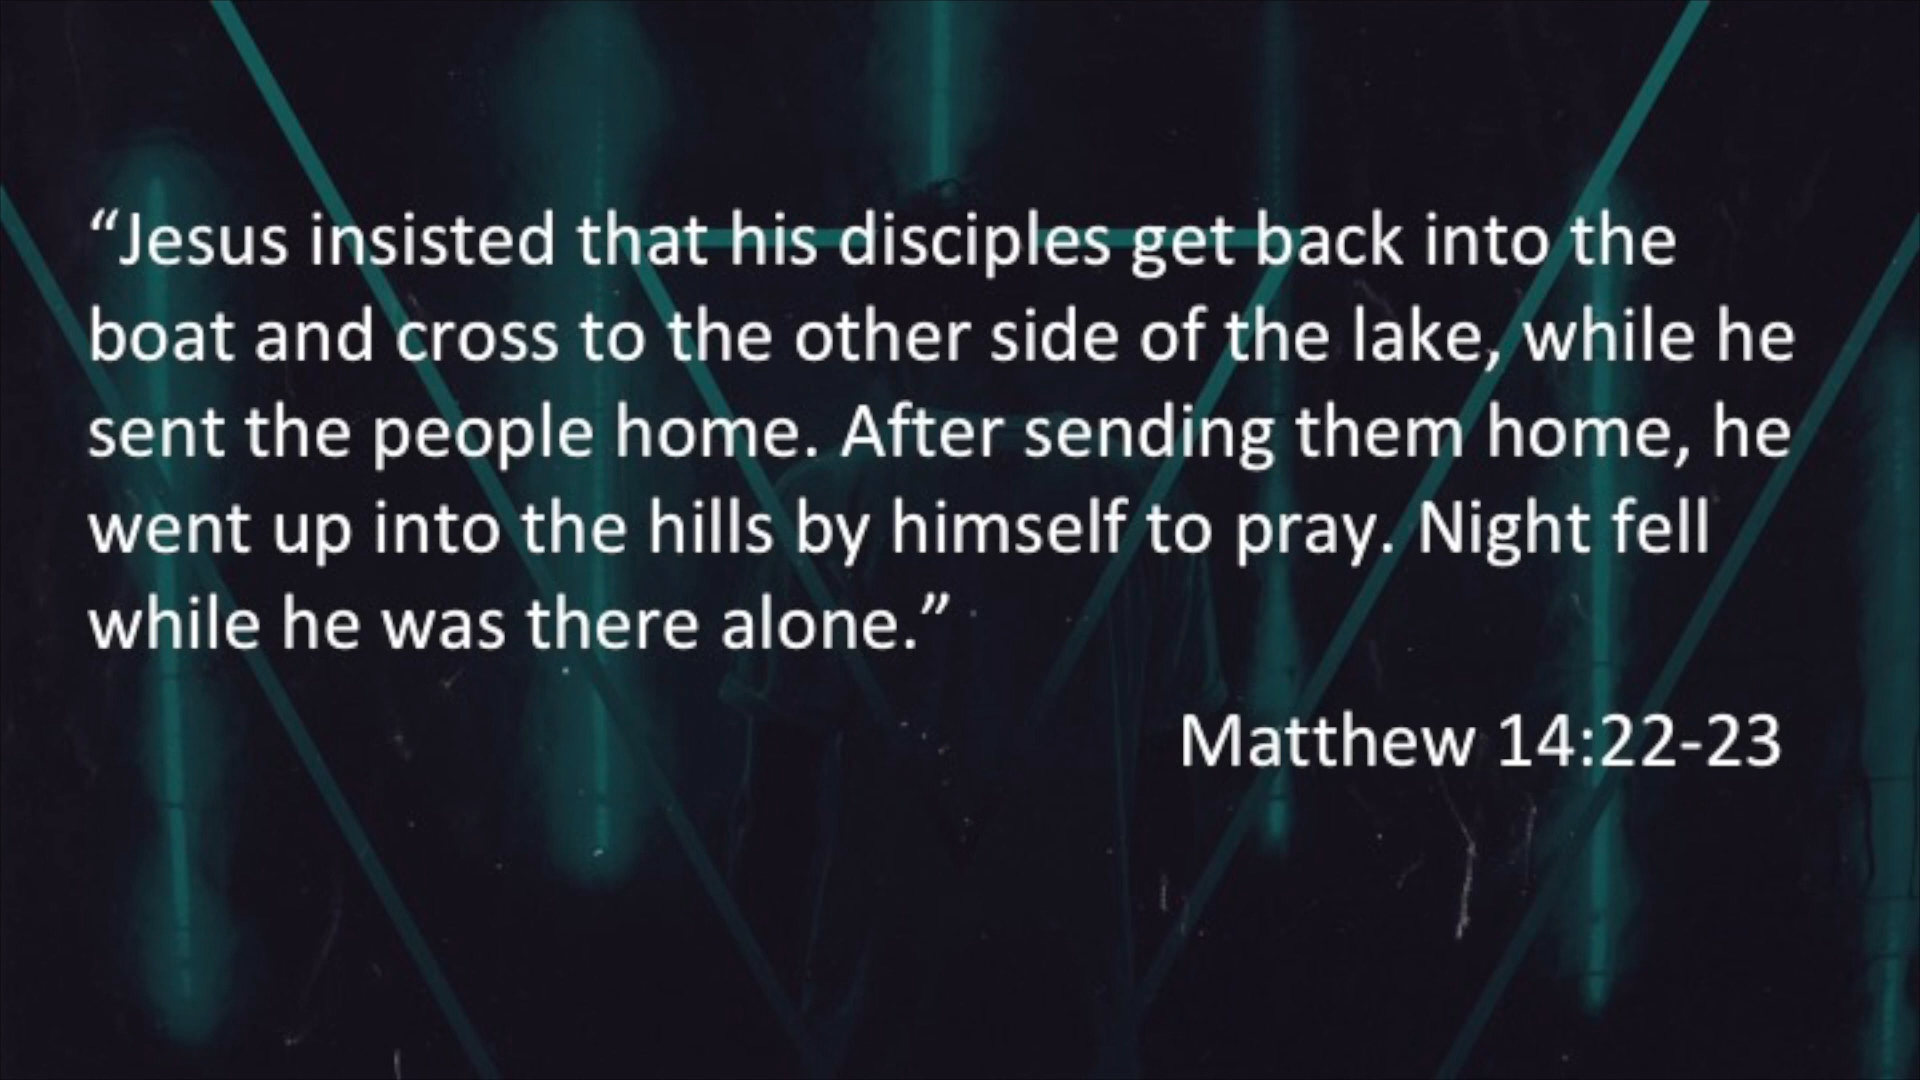 “Jesus insisted that his disciples get back into the
boat and cross to the other side of the lake, while he
sent the people home. After sending them home, he
went up into the hills by himself to pray. Night fell
while he was there alone.”
Matthew 14:22-23